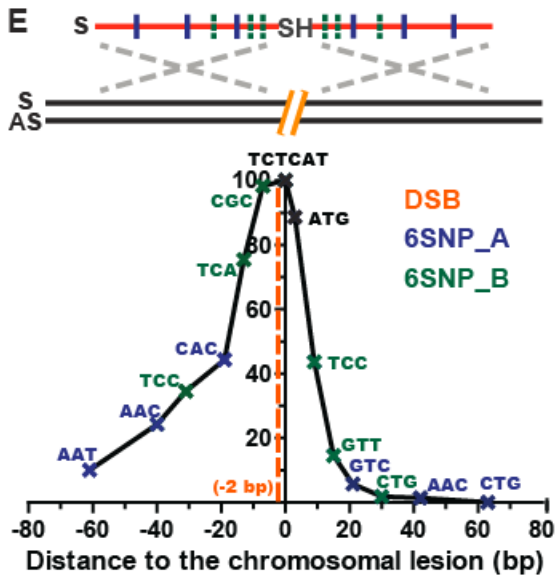 E
S
SH
S
AS
TCTCAT
100
CGC
ATG
DSB
6SNP_A
6SNP_B
80
TCA
60
CAC
TCC
40
TCC
AAC
20
GTT
AAT
GTC
(-2 bp)
CTG
AAC
CTG
-80 -60 -40 -20 0 20 40 60 80
Distance to the chromosomal lesion (bp)